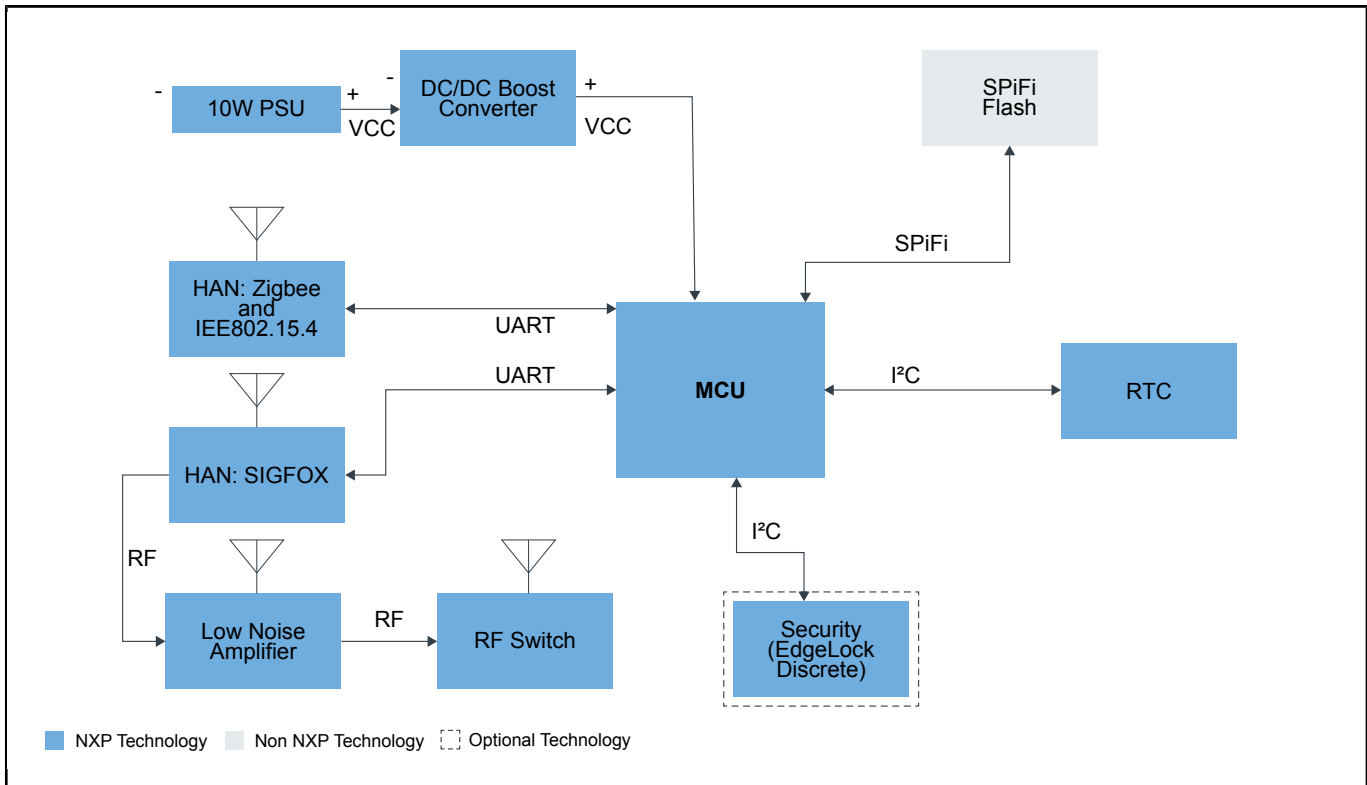 -
10W PSU
+
VCC
-
DC/DC Boost
Converter
+
VCC
SPiFi
Flash
SPiFi
HAN: Zigbee
and
IEE802.15.4
UART
UART
MCU
I²C
RTC
HAN: SIGFOX
I²C
RF
Low Noise
Amplifier
RF
RF Switch
Security
(EdgeLock
Discrete)
NXP Technology
Non NXP Technology
Optional Technology